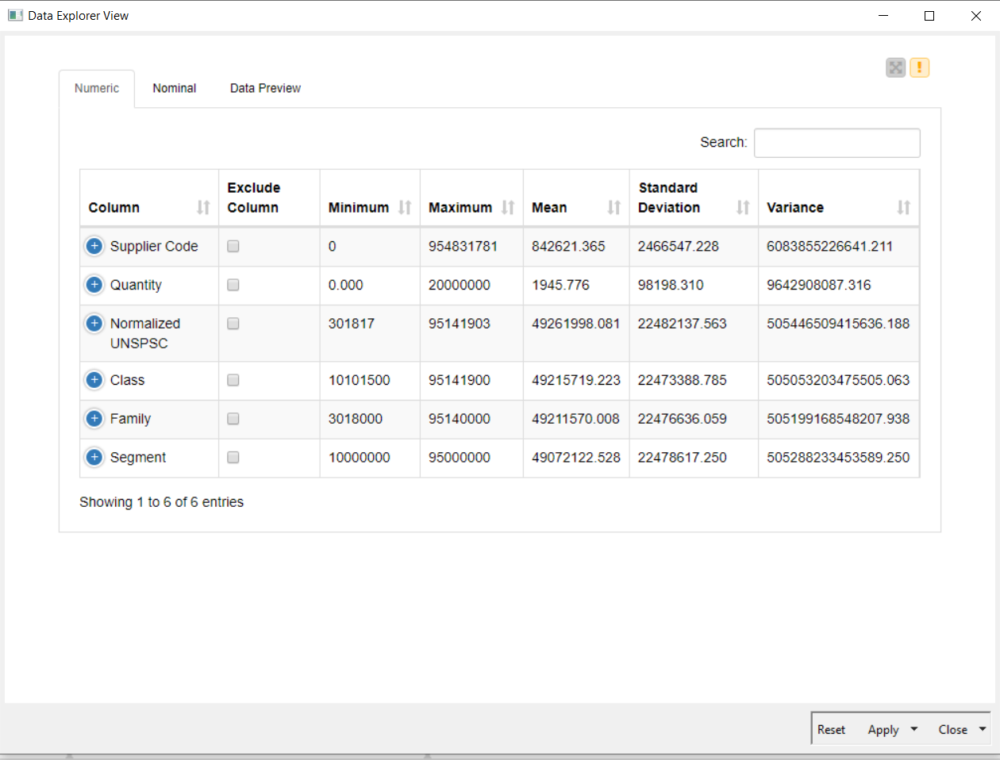 Data Explorer View
Numeric Nominal Data Preview
Search:
Column Exclude Column Minimum Maximum Mean Standard Deviation Variance
Supplier Code 0 954831781 842621.365 2466547.228 6083855226641.211
Quantity 0.000 20000000 1945.776 98198.310 9642908087.316
Normalized UNSPSC 301817 95141903 49261998.081 22482137.563 505446509415636.188
Class 10101500 95141900 49215719.223 22473388.785 505053203475505.063
Family 3018000 95140000 49211570.008 22476636.059 505199168548207.938
Segment 10000000 95000000 49072122.528 22478617.250 505288233453589.250
Showing 1 to 6 of 6 entries
Reset Apply Close